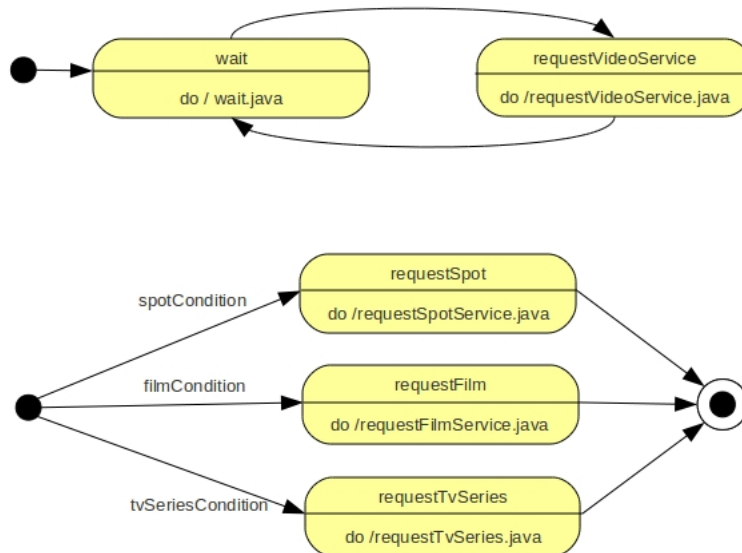 wait
do / wait.java
requestVideoService
do /requestVideoService.java
requestSpot
do /requestSpotService.java
spotCondition
filmCondition
requestFilm
do /requestFilmService.java
requestTvSeries
do /requestTvSeries.java
tvSeriesCondition